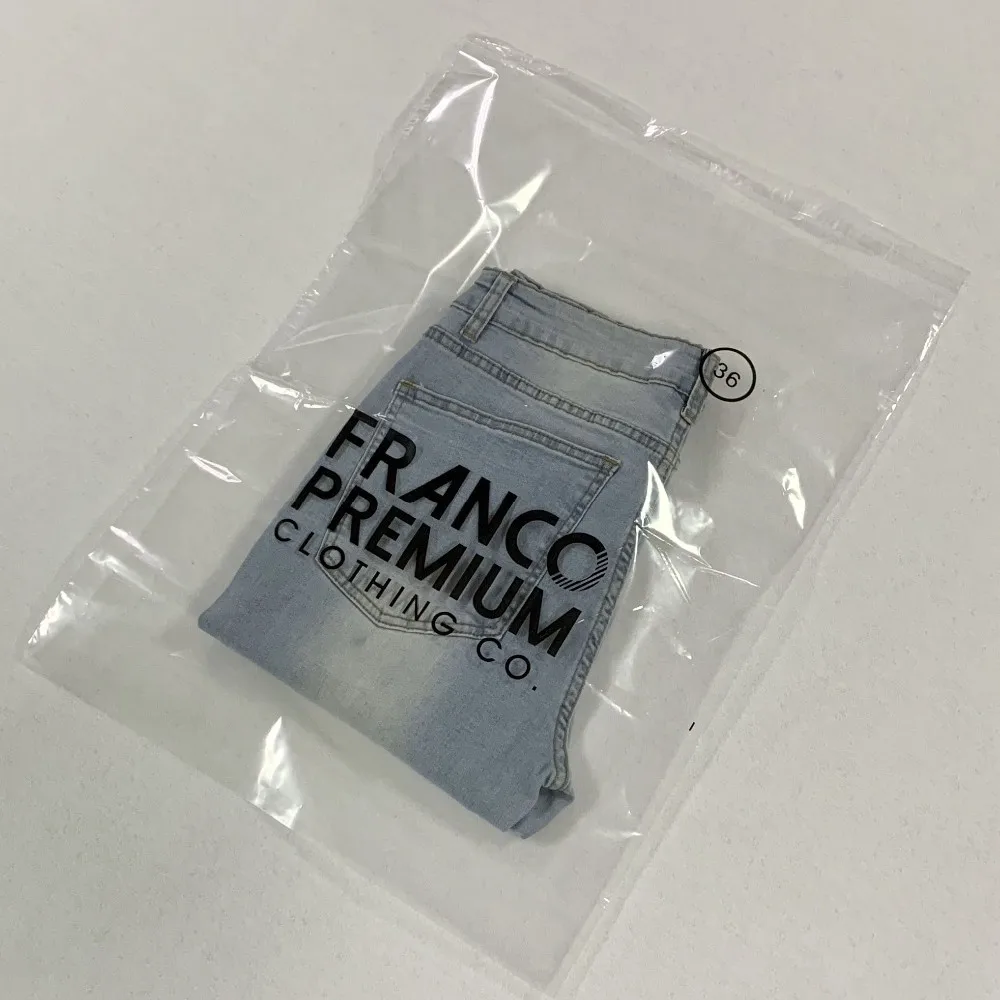 36
FRANCO
PREMIUM
CLOTHING CO.